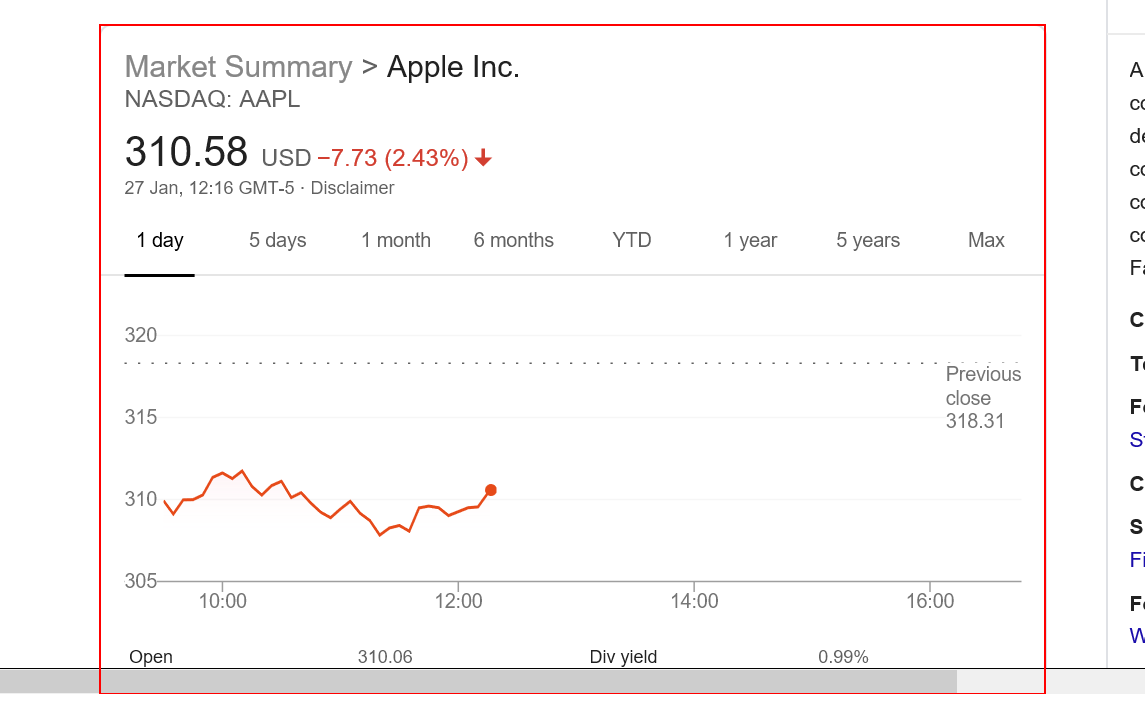 Market Summary > Apple Inc.
NASDAQ: AAPL
310.58 USD −7.73 (2.43%)
27 Jan, 12:16 GMT-5 · Disclaimer
1 day 5 days 1 month 6 months YTD 1 year 5 years Max
320
Previous
close
318.31
315
310
305
10:00 12:00 14:00 16:00
Open 310.06 Div yield 0.99%